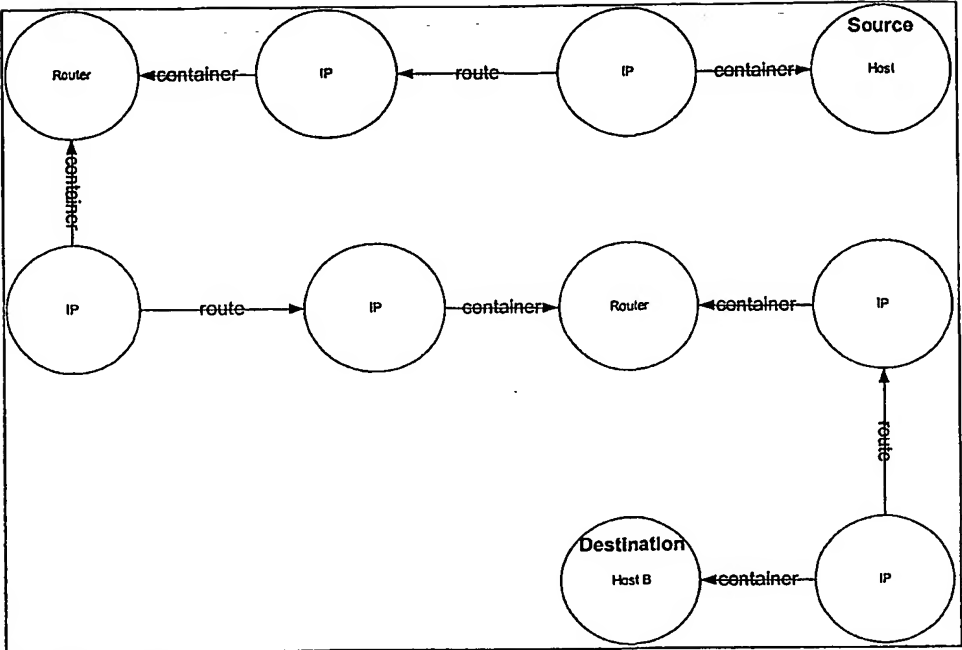 Source
Router
container
IP
route
IP
container
Host
container
IP
route
IP
container
Router
container
IP
route
Destination
Host B
container
IP